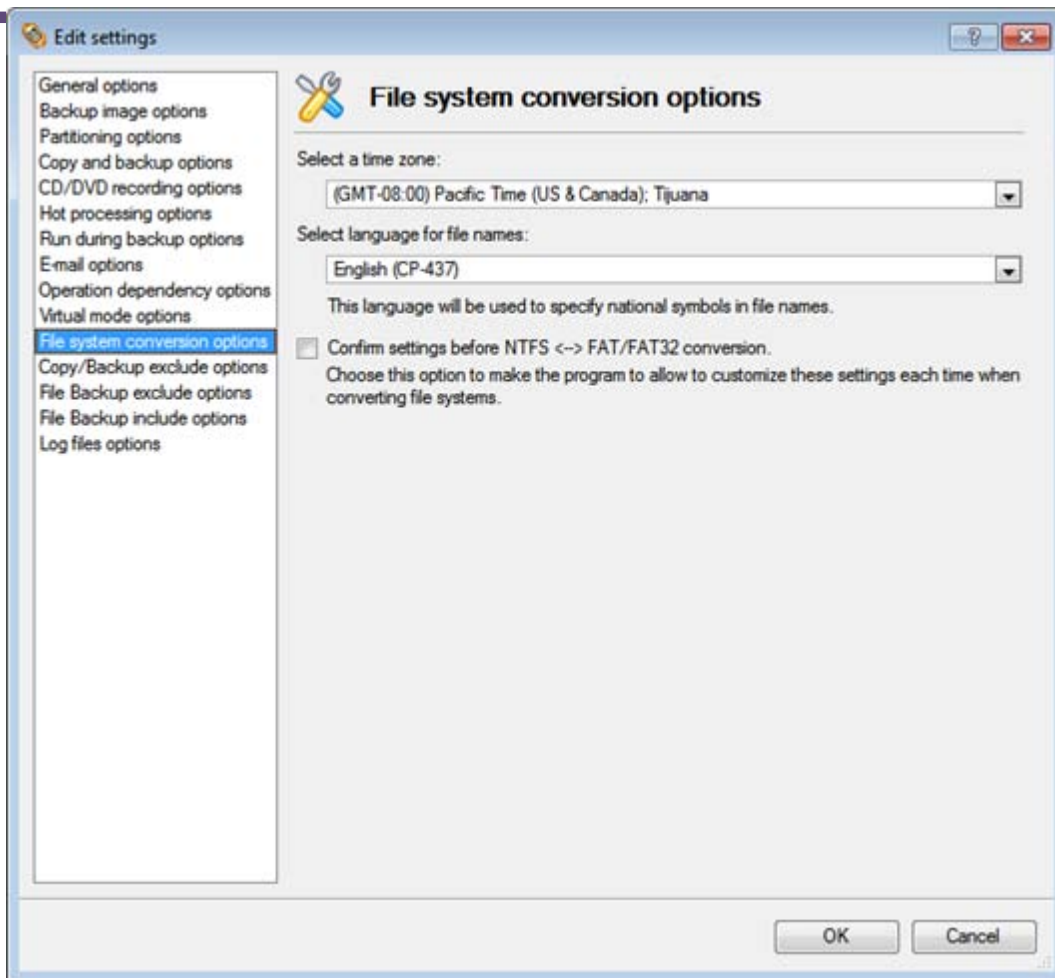 Edit settings
General options
Backup image options
Partitioning options
Copy and backup options
CD/DVD recording options
Hot processing options
Run during backup options
E-mail options
Operation dependency options
Virtual mode options
File system conversion options
Copy/Backup exclude options
File Backup exclude options
File Backup include options
Log files options
File system conversion options
Select a time zone:
(GMT-08:00) Pacific Time (US & Canada); Tijuana
Select language for file names:
English (CP-437)
This language will be used to specify national symbols in file names.
Confirm settings before NTFS <--> FAT/FAT32 conversion.
Choose this option to make the program to allow to customize these settings each time when
converting file systems.
OK
Cancel